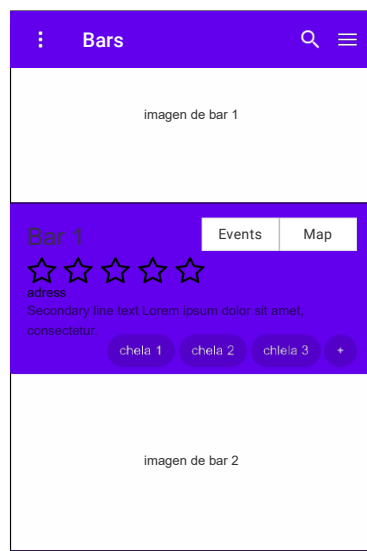 Bars
imagen de bar 1
Bar 1
Events
Map
adress
Secondary line text Lorem ipsum dolor sit amet,
consectetur.
chela 1
chela 2
chlela 3
+
imagen de bar 2